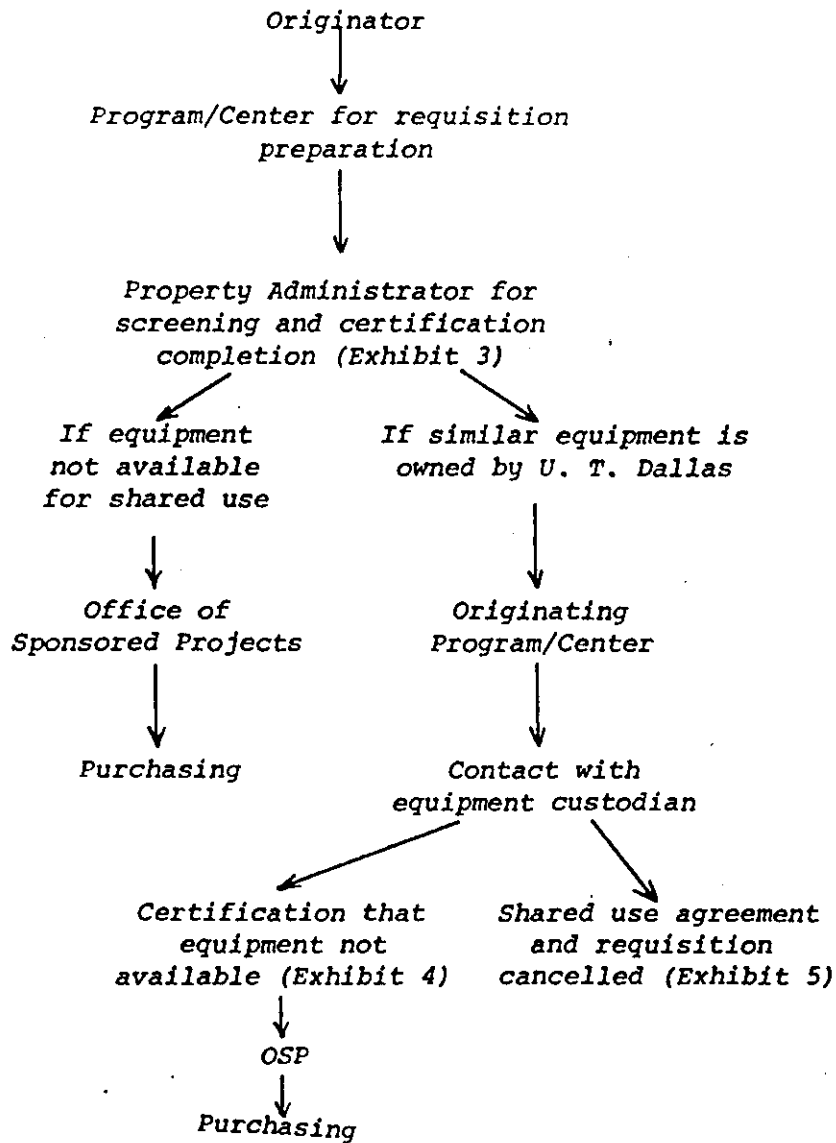 Originator
Program/Center for requisition
preparation
Property Administrator for
screening and certification
completion (Exhibit 3)
If equipment
not available
for shared use
If similar equipment is
owned by U. T. Dallas
Office of
Sponsored Projects
Originating
Program/Center
Purchasing
Contact with
equipment custodian
Certification that
equipment not
available (Exhibit 4)
Shared use agreement
and requisition
cancelled (Exhibit 5)
OSP
Purchasing